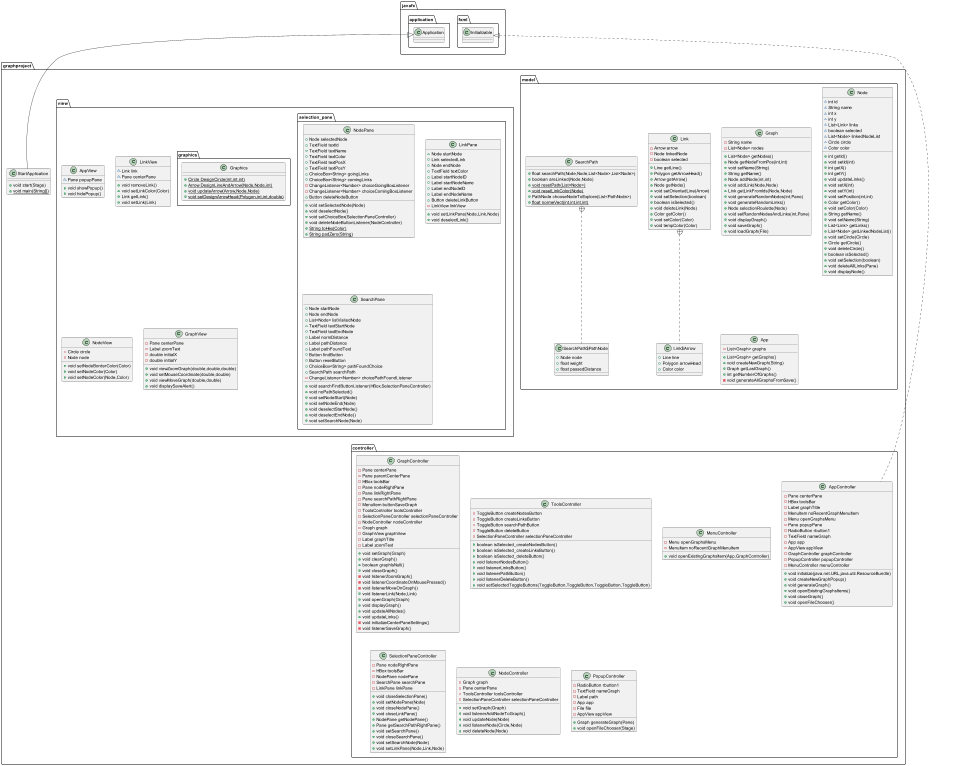 javafx
application
fxml
Application
Initializable
graphproject
view
model
selection_pane
graphics
StartApplication
void start(Stage)
void main(String[])
AppView
Pane popupPane
void showPopup()
void hidePopup()
LinkView
Link link
Pane centerPane
void removeLink()
void setLinkColor(Color)
Link getLink()
void setLink(Link)
Graphics
Circle DesignCircle(int,int,int)
Arrow DesignLineAndArrow(Node,Node,int)
void updateArrow(Node,Node)
void setDesignArrowHead(Polygon,int,int,double)
NodePane
Node selectedNode
TextField textId
TextField textName
TextField textColor
TextField textPosX
TextField textPosY
ChoiceBox<String> goingLinks
ChoiceBox<String> comingLinks
ChangeListener<Number> choiceGoingBoxListener
ChangeListener<Number> choiceComingBoxListener
Button deleteNodeButton
void setSelectedNode(Node)
void deselectNode()
void setChoiceBox(SelectionPaneController)
void deleteNodeButtonListener(NodeController)
String toHex(Color)
String padZero(String)
LinkPane
Node startNode
Link selectedLink
Node endNode
TextField textColor
Label startNodeID
Label startNodeName
Label endNodeID
Label endNodeName
Button deleteLinkButton
LinkView linkView
void setLinkPane(Node,Link,Node)
void deselectLink()
SearchPath
float searchPath(Node,Node,List<Node>,List<Node>)
boolean areLinked(Node,Node)
void resetPath(List<Node>)
void resetLinkColor(Node,Node)
PathNode chooseNodeToExplore(List<PathNode>)
float normeVector(int,int,int,int)
Link
Arrow arrow
Node linkedNode
boolean selected
Line getLine()
Polygon getArrowHead()
Arrow getArrow()
Node getNode()
void setCharaterLine(Arrow)
void setSelection(boolean)
boolean isSelected()
void deleteLink(Node)
Color getColor()
void setColor(Color)
void tempColor(Color)
Graph
String name
List<Node> nodes
List<Node> getNodes()
Node getNodeFromPos(int,int)
void setName(String)
String getName()
Node addNode(int,int)
void addLink(Node,Node)
Link getLinkFromNodes(Node,Node)
void generateRandomNodes(int,Pane)
void generateRandomLinks()
Node selectionRoulette(Node)
void setRandomNodesAndLinks(int,Pane)
void displayGraph()
void saveGraph()
void loadGraph(File)
Node
int id
String name
int x
int y
List<Link> links
boolean selected
List<Node> linkedNodeList
Circle circle
Color color
int getId()
void setId(int)
int getX()
int getY()
void updateLinks()
void setX(int)
void setY(int)
void setPosition(int,int)
Color getColor()
void setColor(Color)
String getName()
void setName(String)
List<Link> getLinks()
List<Node> getLinkedNodeList()
void setCircle(Circle)
Circle getCircle()
void deleteCircle()
boolean isSelected()
void setSelection(boolean)
void deleteAllLinks(Pane)
void displayNode()
NodeView
Circle circle
Node node
void setNodeBorderColor(Color)
void setNodeColor(Color)
void setNodeColor(Node,Color)
GraphView
Pane centerPane
Label zoomText
double initialX
double initialY
void viewZoomGraph(double,double,double)
void setMouseCoordinate(double,double)
void viewMoveGraph(double,double)
void displaySaveAlert()
SearchPane
Node startNode
Node endNode
List<Node> listVisitedNode
TextField textStartNode
TextField textEndNode
Label normDistance
Label pathDistance
Label pathFoundText
Button findButton
Button resetButton
ChoiceBox<String> pathFoundChoice
SearchPath searchPath
ChangeListener<Number> choicePathFoundListener
void searchFindButtonListener(HBox,SelectionPaneController)
void noPathSelected()
void setNodeStart(Node)
void setNodeEnd(Node)
void deselectStartNode()
void deselectEndNode()
void setSearchNode(Node)
SearchPath$PathNode
Node node
float weight
float passedDistance
Link$Arrow
Line line
Polygon arrowHead
Color color
App
List<Graph> graphs
List<Graph> getGraphs()
void createNewGraph(String)
Graph getLastGraph()
int getNumberOfGraphs()
void generateAllGraphsFromSave()
controller
GraphController
Pane centerPane
Pane parentCenterPane
HBox toolsBar
Pane nodeRightPane
Pane linkRightPane
Pane searchPathRightPane
MenuItem buttonSaveGraph
ToolsController toolsController
SelectionPaneController selectionPaneController
NodeController nodeController
Graph graph
GraphView graphView
Label graphTitle
Label zoomText
void setGraph(Graph)
void clearGraph()
boolean graphIsNull()
void closeGraph()
void listenerZoomGraph()
void listenerCoordinateOnMousePressed()
void listenerMoveOnGraph()
void listenerLink(Node,Link)
void openGraph(Graph)
void displayGraph()
void updateAllNodes()
void updateLinks()
void initializeCenterPaneSettings()
void listenerSaveGraph()
ToolsController
ToggleButton createNodesButton
ToggleButton createLinksButton
ToggleButton searchPathButton
ToggleButton deleteButton
SelectionPaneController selectionPaneController
boolean isSelected_createNodesButton()
boolean isSelected_createLinksButton()
boolean isSelected_deleteButton()
void listenerNodesButton()
void listenerLinksButton()
void listenerPathButton()
void listenerDeleteButton()
void setSelectedToggleButtons(ToggleButton,ToggleButton,ToggleButton,ToggleButton)
MenuController
Menu openGraphsMenu
MenuItem noRecentGraphMenuItem
void openExistingGraphsItems(App,GraphController)
AppController
Pane centerPane
HBox toolsBar
Label graphTitle
MenuItem noRecentGraphMenuItem
Menu openGraphsMenu
Pane popupPane
RadioButton rbutton1
TextField nameGraph
App app
AppView appView
GraphController graphController
PopupController popupController
MenuController menuController
void initialize(java.net.URL,java.util.ResourceBundle)
void createNewGraphPopup()
void generateGraph()
void openExistingGraphsItems()
void closeGraph()
void openFileChooser()
SelectionPaneController
Pane nodeRightPane
HBox toolsBar
NodePane nodePane
SearchPane searchPane
LinkPane linkPane
void closeSelectionPane()
void setNodePane(Node)
void closeNodePane()
void closeLinkPane()
NodePane getNodePane()
Pane getSearchPathRightPane()
void setSearchPane()
void closeSearchPane()
void setSearchNode(Node)
void setLinkPane(Node,Link,Node)
NodeController
Graph graph
Pane centerPane
ToolsController toolsController
SelectionPaneController selectionPaneController
void setGraph(Graph)
void listenerAddNodeToGraph()
void updateNode(Node)
void listenerNode(Circle,Node)
void deleteNode(Node)
PopupController
RadioButton rbutton1
TextField nameGraph
Label path
App app
File file
AppView appView
Graph generateGraph(Pane)
void openFileChooser(Stage)